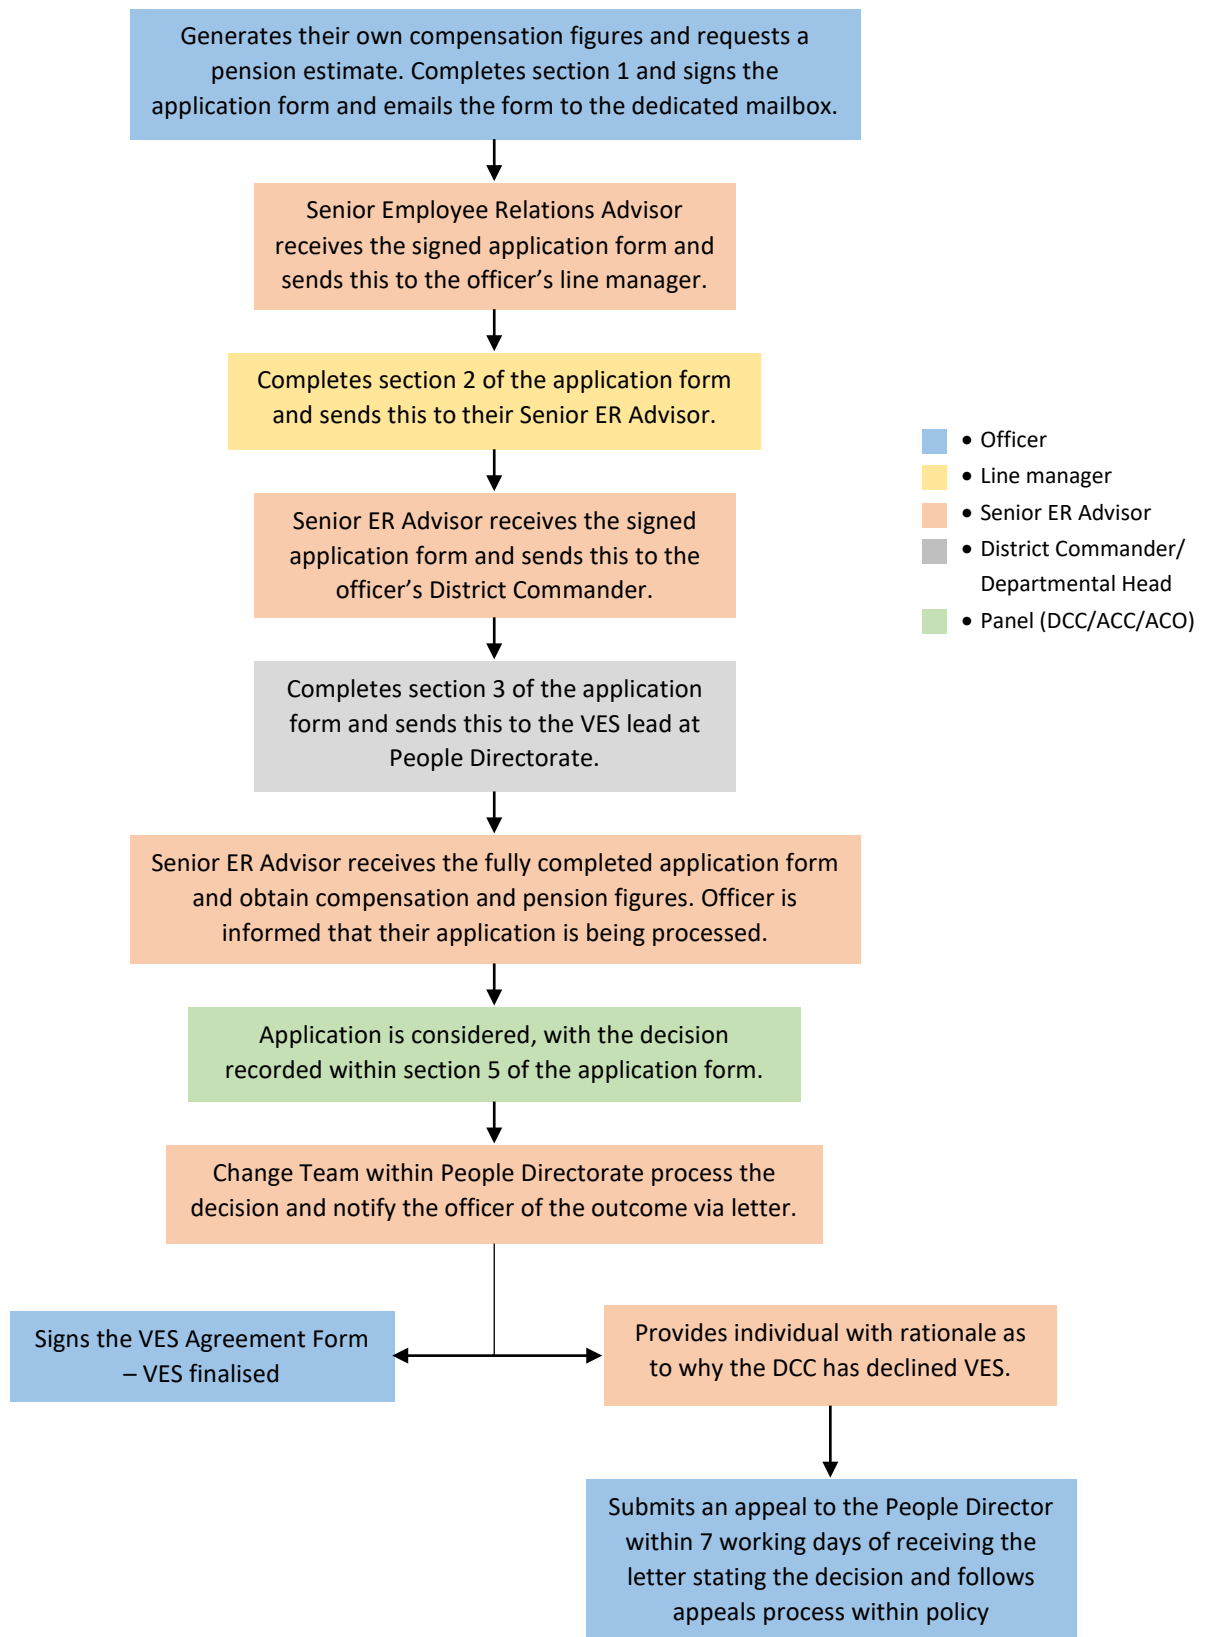 Generates their own compensation figures and requests a
pension estimate. Completes section 1 and signs the
application form and emails the form to the dedicated mailbox.
Senior Employee Relations Advisor
receives the signed application form and
sends this to the officer’s line manager.
Completes section 2 of the application form
and sends this to their Senior ER Advisor.
Senior ER Advisor receives the signed
application form and sends this to the
officer’s District Commander.
Completes section 3 of the application
form and sends this to the VES lead at
People Directorate.
Senior ER Advisor receives the fully completed application form
and obtain compensation and pension figures. Officer is
informed that their application is being processed.
Application is considered, with the decision
recorded within section 5 of the application form.
Change Team within People Directorate process the
decision and notify the officer of the outcome via letter.
Signs the VES Agreement Form
– VES finalised
Provides individual with rationale as
to why the DCC has declined VES.
Submits an appeal to the People Director
within 7 working days of receiving the
letter stating the decision and follows
appeals process within policy
• Officer
• Line manager
• Senior ER Advisor
• District Commander/
Departmental Head
• Panel (DCC/ACC/ACO)